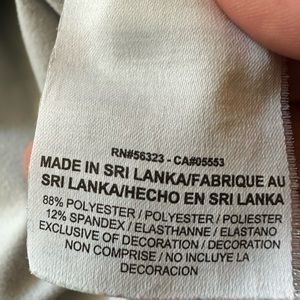 RN#56323 - CA#05553
MADE IN SRI LANKA/FABRIQUE AU
SRI LANKA/HECHO EN SRI LANKA
88% POLYESTER / POLYESTER / POLIESTER
12% SPANDEX / ELASTHANNE / ELASTANO
EXCLUSIVE OF DECORATION / DECORATION
NON COMPRISE / NO INCLUYE LA
DECORACION